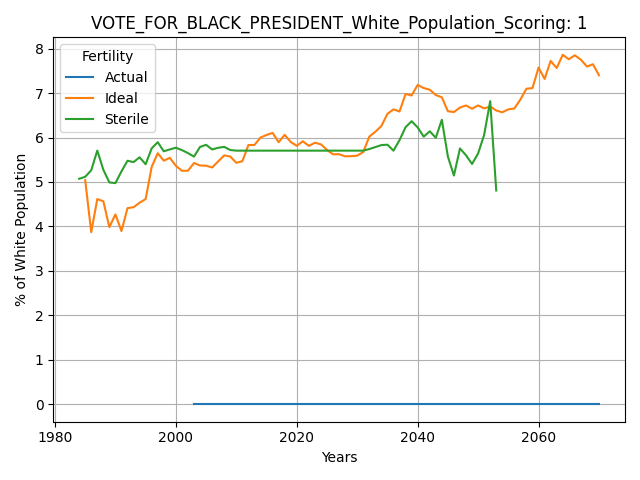 VOTE_FOR_BLACK_PRESIDENT_White_Population_Scoring: 1
Fertility
Actual
Ideal
Sterile
% of White Population
8
7
6
5
4
3
2
1
0
1980
2000
2020
2040
2060
Years